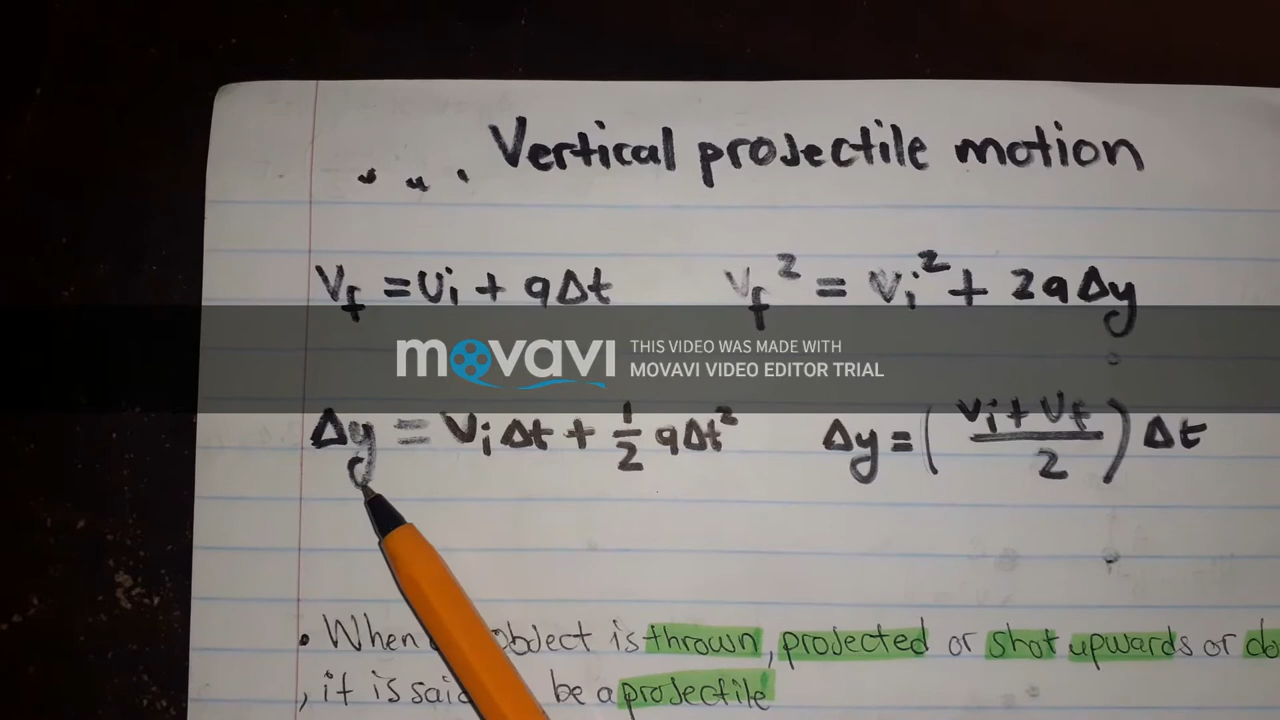 ... Vertical projectile motion
Vf = Vi + aΔt
Vf² = Vi² + 2aΔy
movavi
THIS VIDEO WAS MADE WITH
MOVAVI VIDEO EDITOR TRIAL
Δy = ViΔt + 1/2 aΔt²
Δy = (Vi + Vf / 2) Δt
• When object is thrown, projected or shot upwards or
, it is said be a projectile